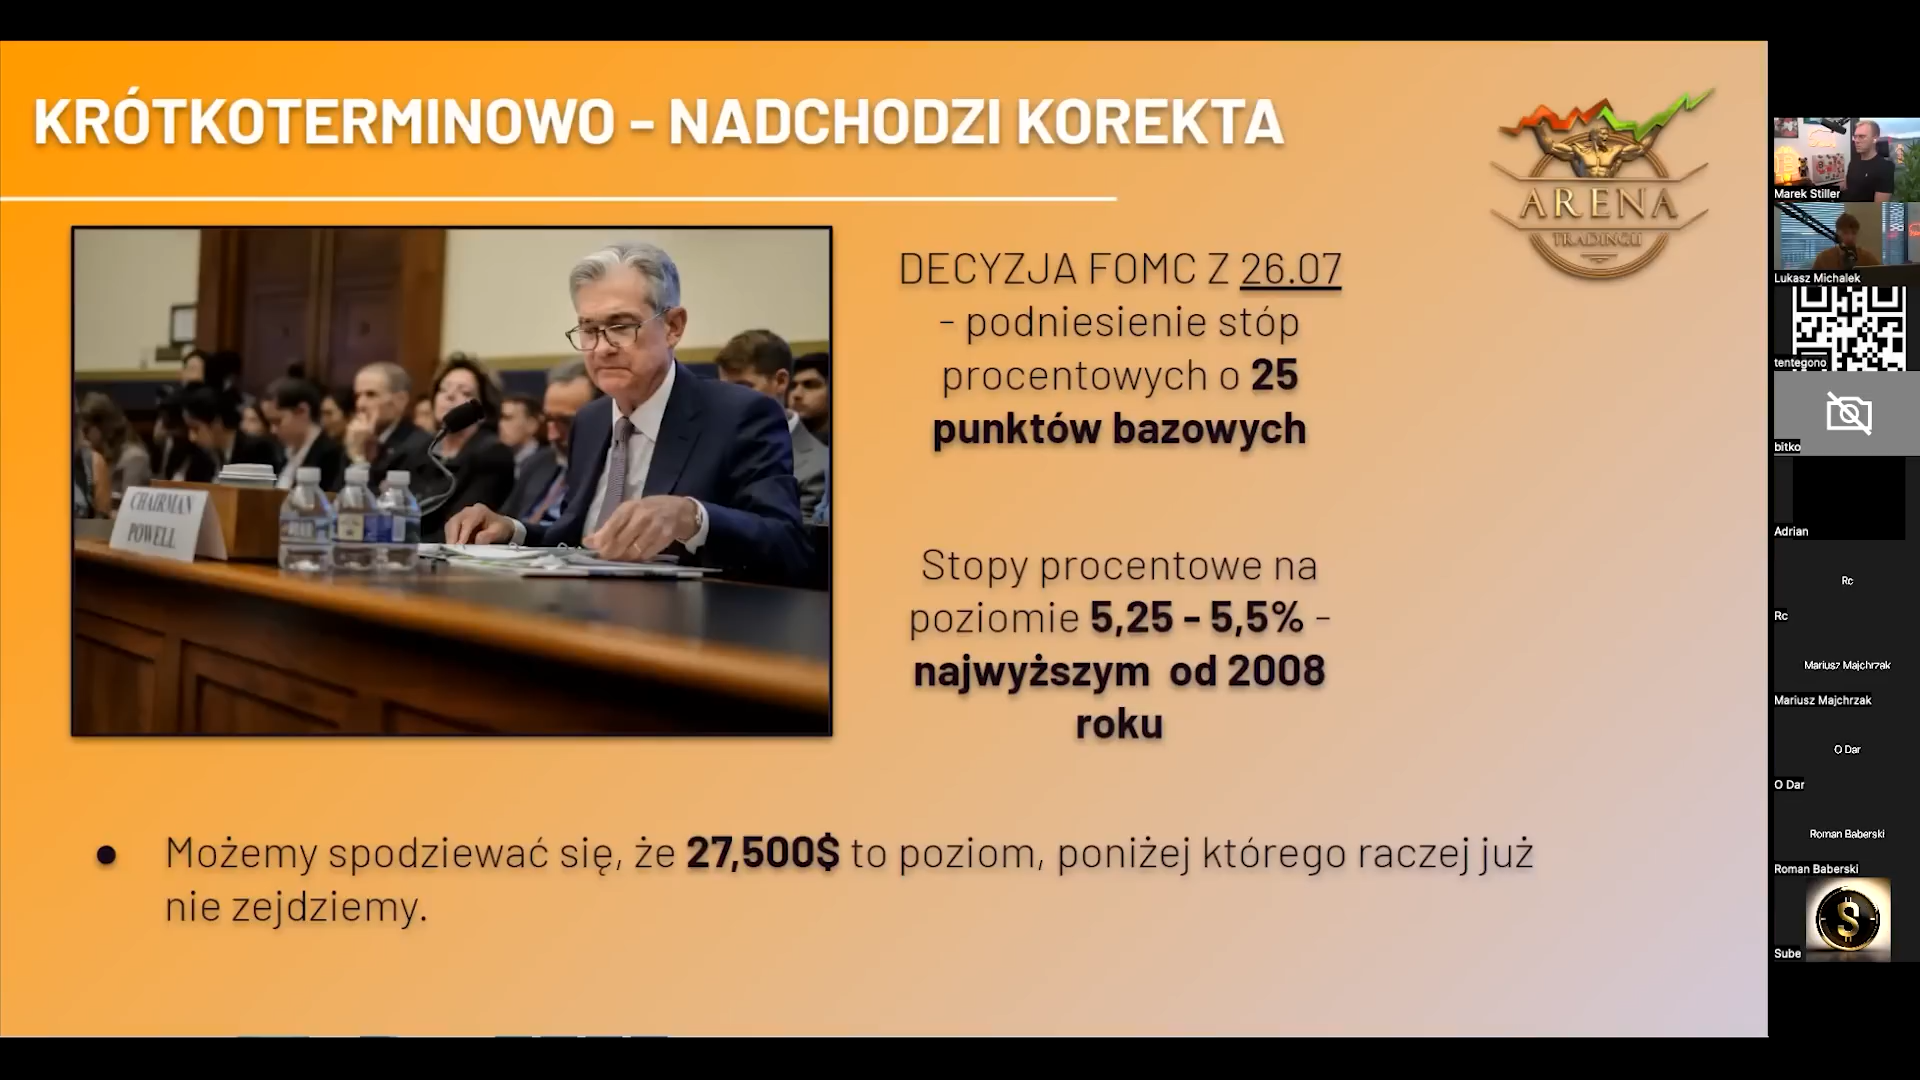 KRÓTKOTERMINOWO - NADCHODZI KOREKTA
ARENA
TRADINGU
CHAIRMAN
POWELL
DECYZJA FOMC Z 26.07
- podniesienie stóp
procentowych o 25
punktów bazowych
Stopy procentowe na
poziomie 5,25 - 5,5% -
najwyższym od 2008
roku
• Możemy spodziewać się, że 27,500$ to poziom, poniżej którego raczej już
nie zejdziemy.
Marek Stiller
Lukasz Michalek
tentegono
bitko
Adrian
Rc
Rc
Mariusz Majchrzak
Mariusz Majchrzak
O Dar
O Dar
Roman Baberski
Roman Baberski
S
Sube